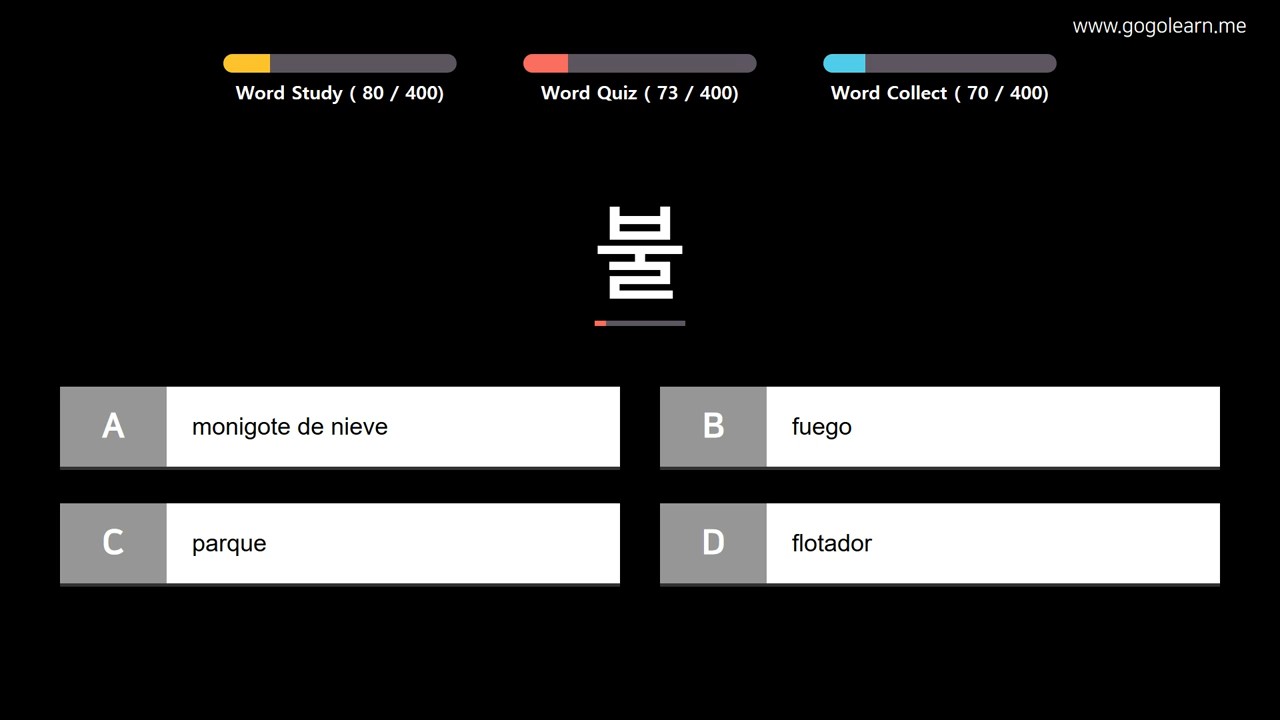 www.gogolearn.me
Word Study ( 80 / 400)
Word Quiz ( 73 / 400)
Word Collect ( 70 / 400)
불
A monigote de nieve
B fuego
C parque
D flotador